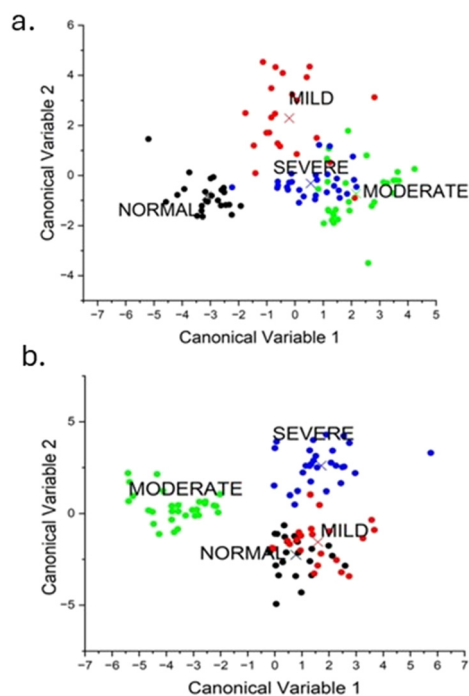 a.
6
4
2
0
-2
-4
Canonical Variable 2
MILD
SEVERE
MODERATE
NORMAL
-7 -6 -5 -4 -3 -2 -1 0 1 2 3 4 5
Canonical Variable 1
b.
5
0
-5
Canonical Variable 2
SEVERE
MODERATE
MILD
NORMAL
-7 -6 -5 -4 -3 -2 -1 0 1 2 3 4 5 6 7
Canonical Variable 1